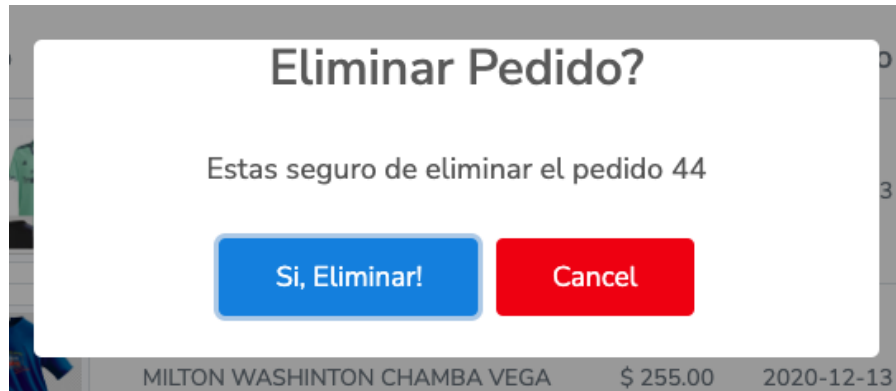 Eliminar Pedido?
Estas seguro de eliminar el pedido 44
Si, Eliminar!
Cancel
MILTON WASHINTON CHAMBA VEGA $ 255.00 2020-12-13